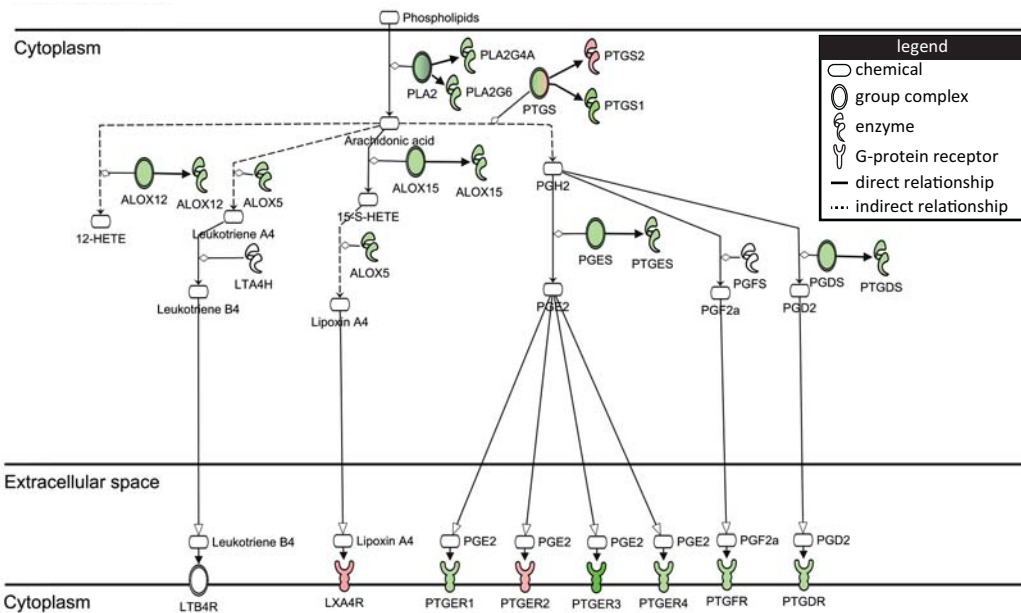 Phospholipids
Cytoplasm
legend
chemical
group complex
enzyme
G-protein receptor
direct relationship
indirect relationship
PLA2G4A
PLA2
PLA2G6
PTGS2
PTGS
PTGS1
Arachidonic acid
ALOX12
ALOX12
ALOX5
ALOX15
ALOX15
PGH2
12-HETE
Leukotriene A4
15-S-HETE
LTA4H
ALOX5
PGES
PTGES
PGFS
PGDS
PTGDS
Leukotriene B4
Lipoxin A4
PGE2
PGF2a
PGD2
Extracellular space
Leukotriene B4
Lipoxin A4
PGE2
PGE2
PGE2
PGE2
PGF2a
PGD2
Cytoplasm
LTB4R
LXA4R
PTGER1
PTGER2
PTGER3
PTGER4
PTGFR
PTGDR